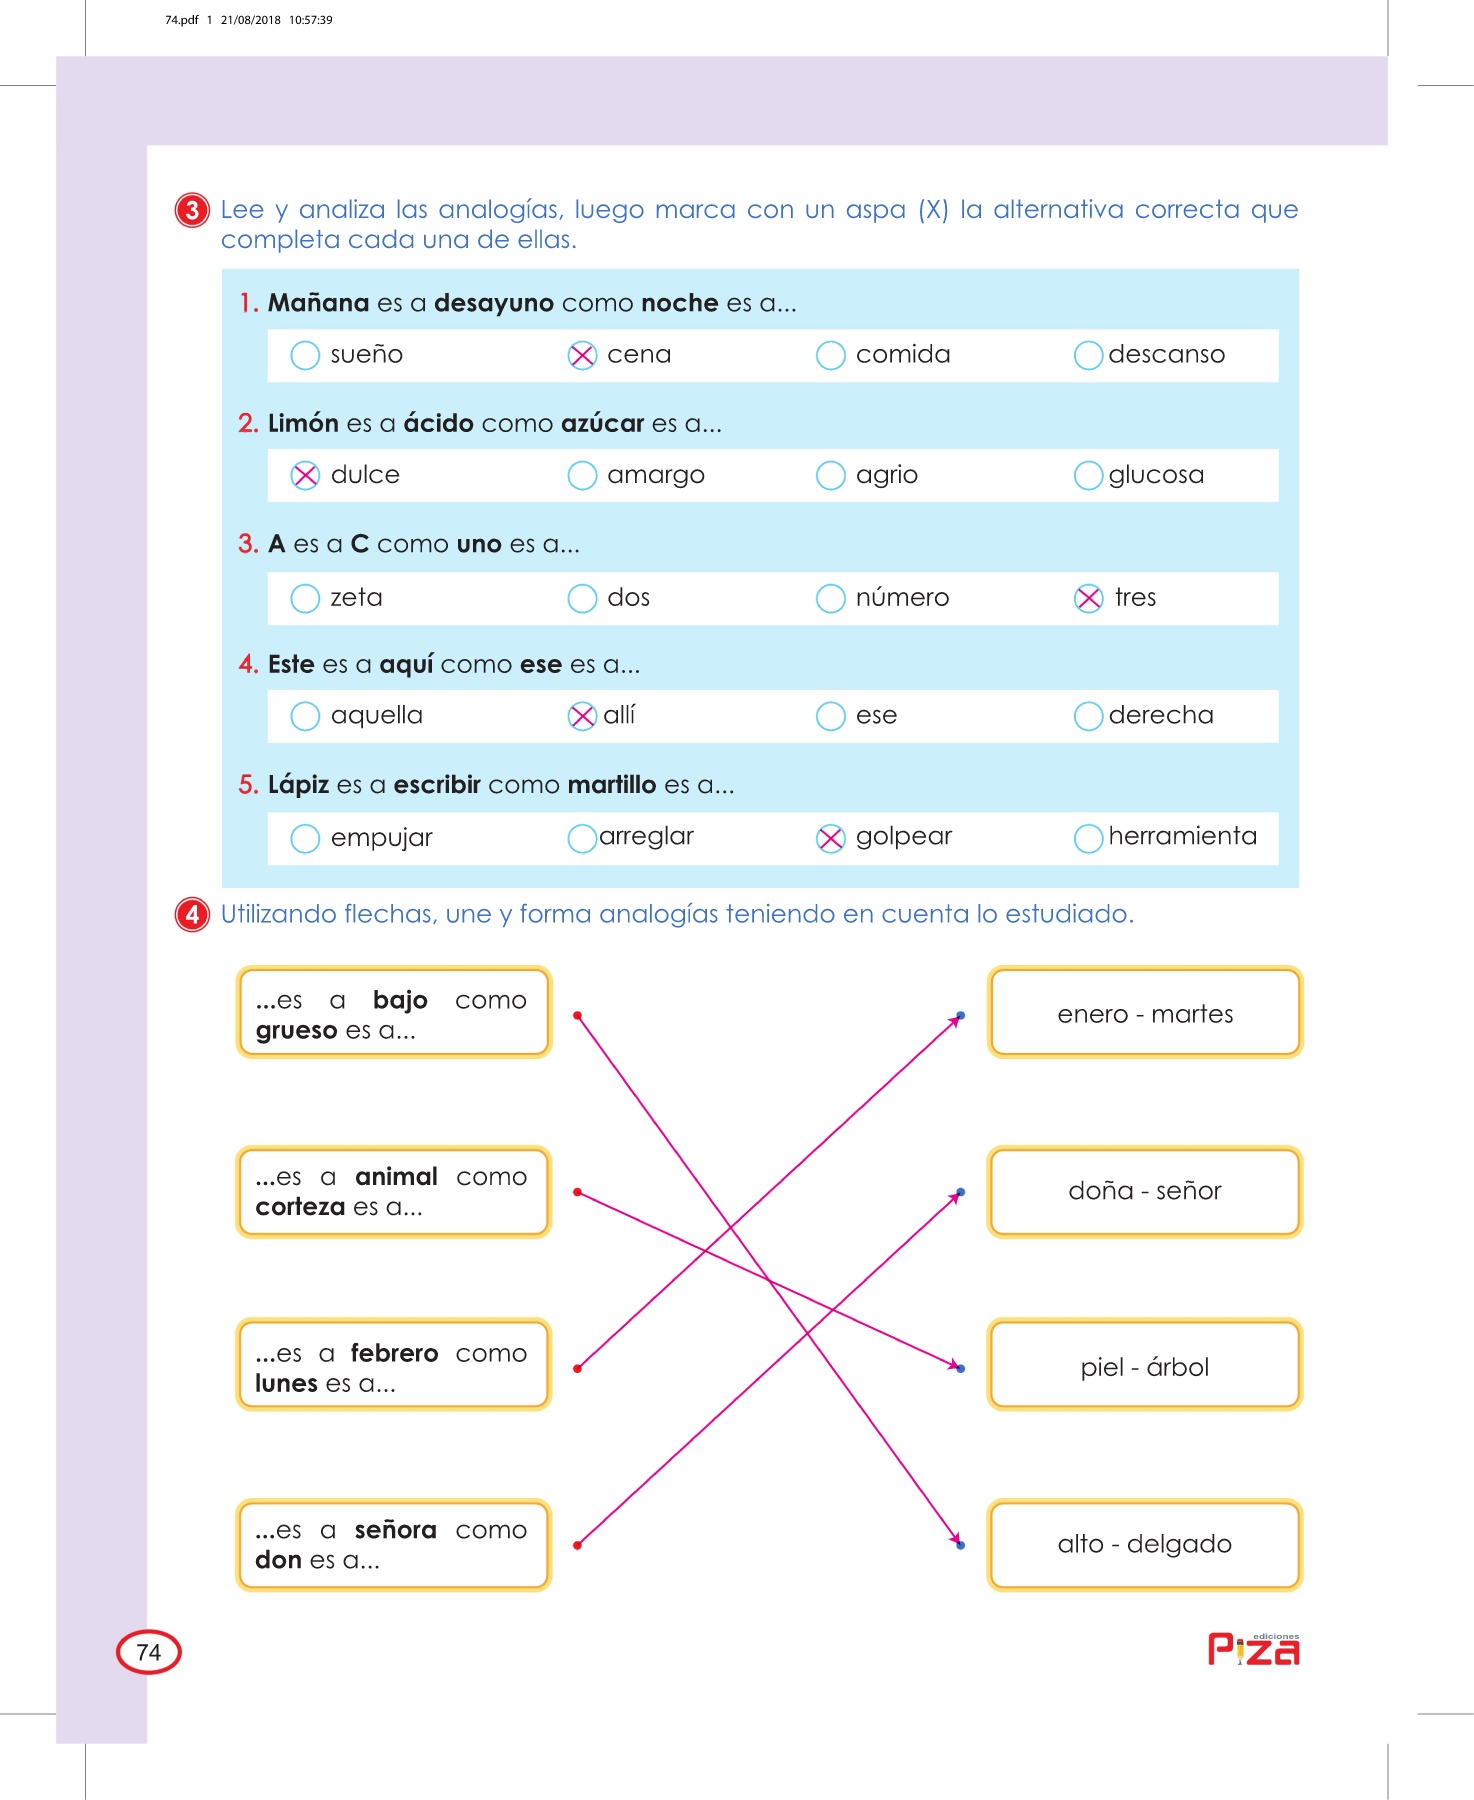 74.pdf 1 21/08/2018 10:57:39
3 Lee y analiza las analogías, luego marca con un aspa (X) la alternativa correcta que
completa cada una de ellas.
1. Mañana es a desayuno como noche es a...
sueño cena comida descanso
2. Limón es a ácido como azúcar es a...
dulce amargo agrio glucosa
3. A es a C como uno es a...
zeta dos número tres
4. Este es a aquí como ese es a...
aquella allí ese derecha
5. Lápiz es a escribir como martillo es a...
empujar arreglar golpear herramienta
4 Utilizando flechas, une y forma analogías teniendo en cuenta lo estudiado.
...es a bajo como
grueso es a...
enero - martes
...es a animal como
corteza es a...
doña - señor
...es a febrero como
lunes es a...
piel - árbol
...es a señora como
don es a...
alto - delgado
74
ediciones
Piza